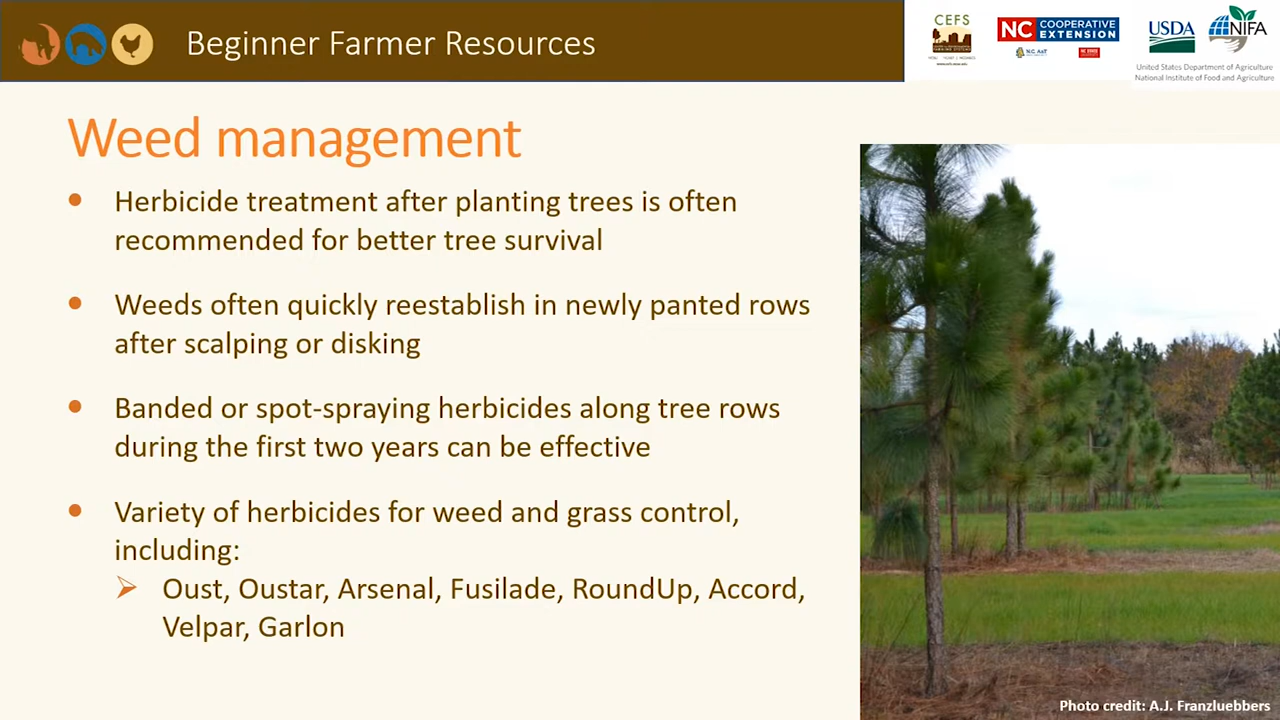 Beginner Farmer Resources
CEFS
NC COOPERATIVE
EXTENSION
USDA
NIFA
United States Department of Agriculture
National Institute of Food and Agriculture
Weed management
Herbicide treatment after planting trees is often
recommended for better tree survival
Weeds often quickly reestablish in newly panted rows
after scalping or disking
Banded or spot-spraying herbicides along tree rows
during the first two years can be effective
Variety of herbicides for weed and grass control,
including:
Oust, Oustar, Arsenal, Fusilade, RoundUp, Accord,
Velpar, Garlon
Photo credit: A.J. Franzluebbers